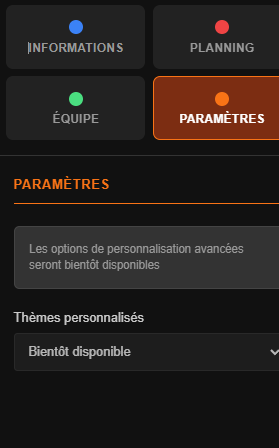 INFORMATIONS
PLANNING
ÉQUIPE
PARAMÈTRES
PARAMÈTRES
Les options de personnalisation avancées
seront bientôt disponibles
Thèmes personnalisés
Bientôt disponible